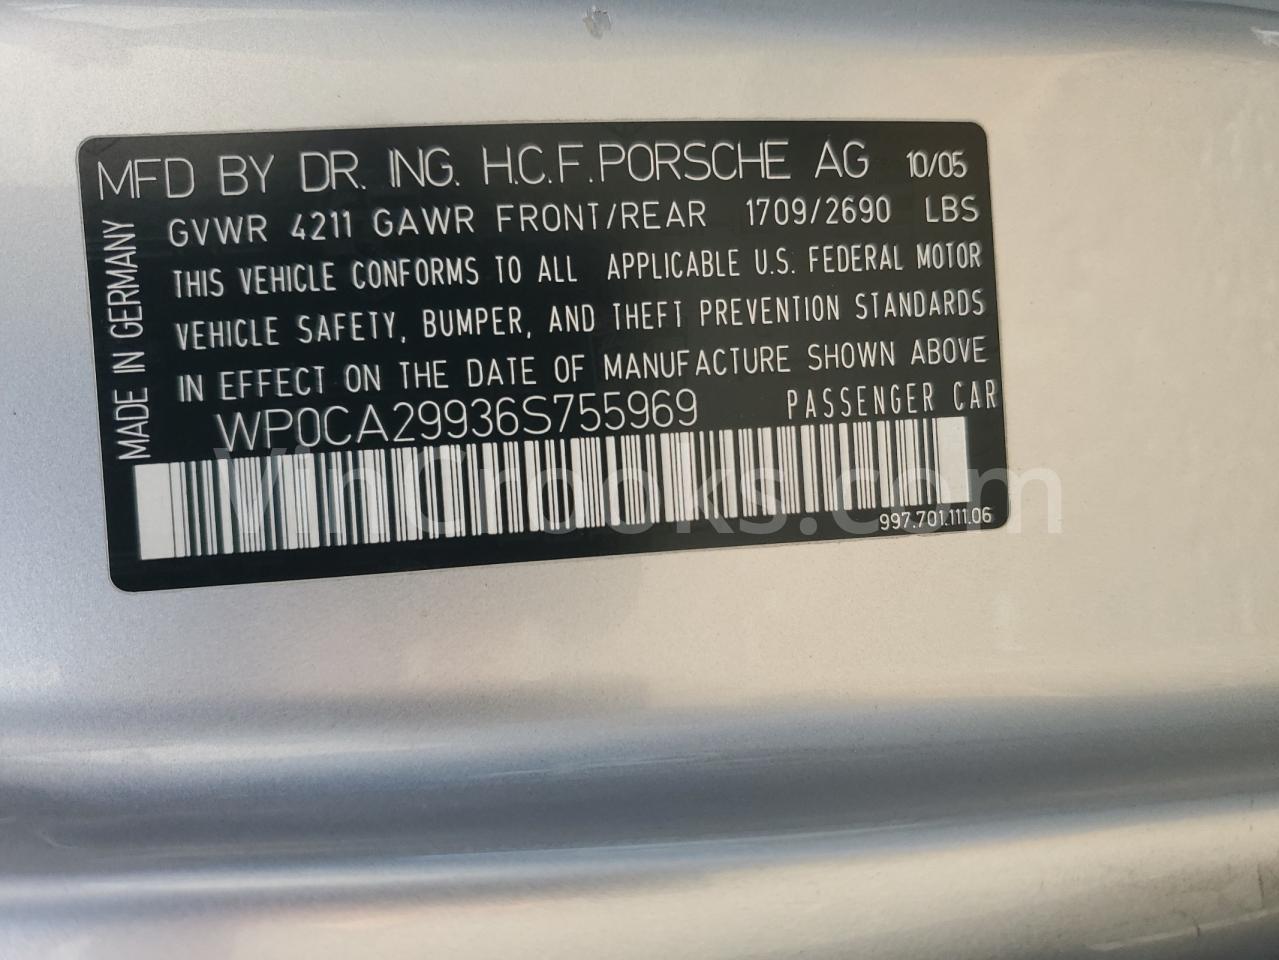 MFD BY DR. ING. H.C.F. PORSCHE AG 10/05
GVWR 4211 GAWR FRONT/REAR 1709/2690 LBS
THIS VEHICLE CONFORMS TO ALL APPLICABLE U.S. FEDERAL MOTOR
VEHICLE SAFETY, BUMPER, AND THEFT PREVENTION STANDARDS
IN EFFECT ON THE DATE OF MANUFACTURE SHOWN ABOVE
WP0CA29936S755969 PASSENGER CAR
MADE IN GERMANY
997.701.111.06
VinCrooks.com